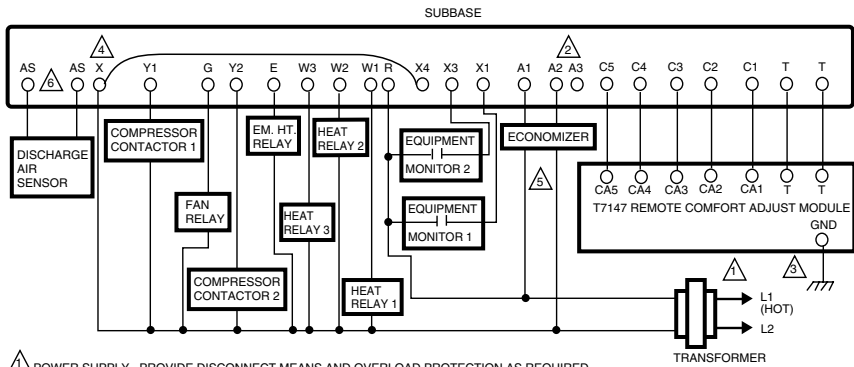 SUBBASE
AS 6 AS X 4 Y1 G Y2 E W3 W2 W1 R X4 X3 X1 A1 A2 2 A3 C5 C4 C3 C2 C1 T T
DISCHARGE
AIR
SENSOR
COMPRESSOR
CONTACTOR 1
FAN
RELAY
COMPRESSOR
CONTACTOR 2
EM. HT.
RELAY
HEAT
RELAY 3
HEAT
RELAY 2
HEAT
RELAY 1
EQUIPMENT
MONITOR 2
EQUIPMENT
MONITOR 1
ECONOMIZER
5
CA5 CA4 CA3 CA2 CA1 T T
T7147 REMOTE COMFORT ADJUST MODULE
GND
1 3
L1
(HOT)
L2
TRANSFORMER
1 POWER SUPPLY. PROVIDE DISCONNECT MEANS AND OVERLOAD PROTECTION AS REQUIRED.